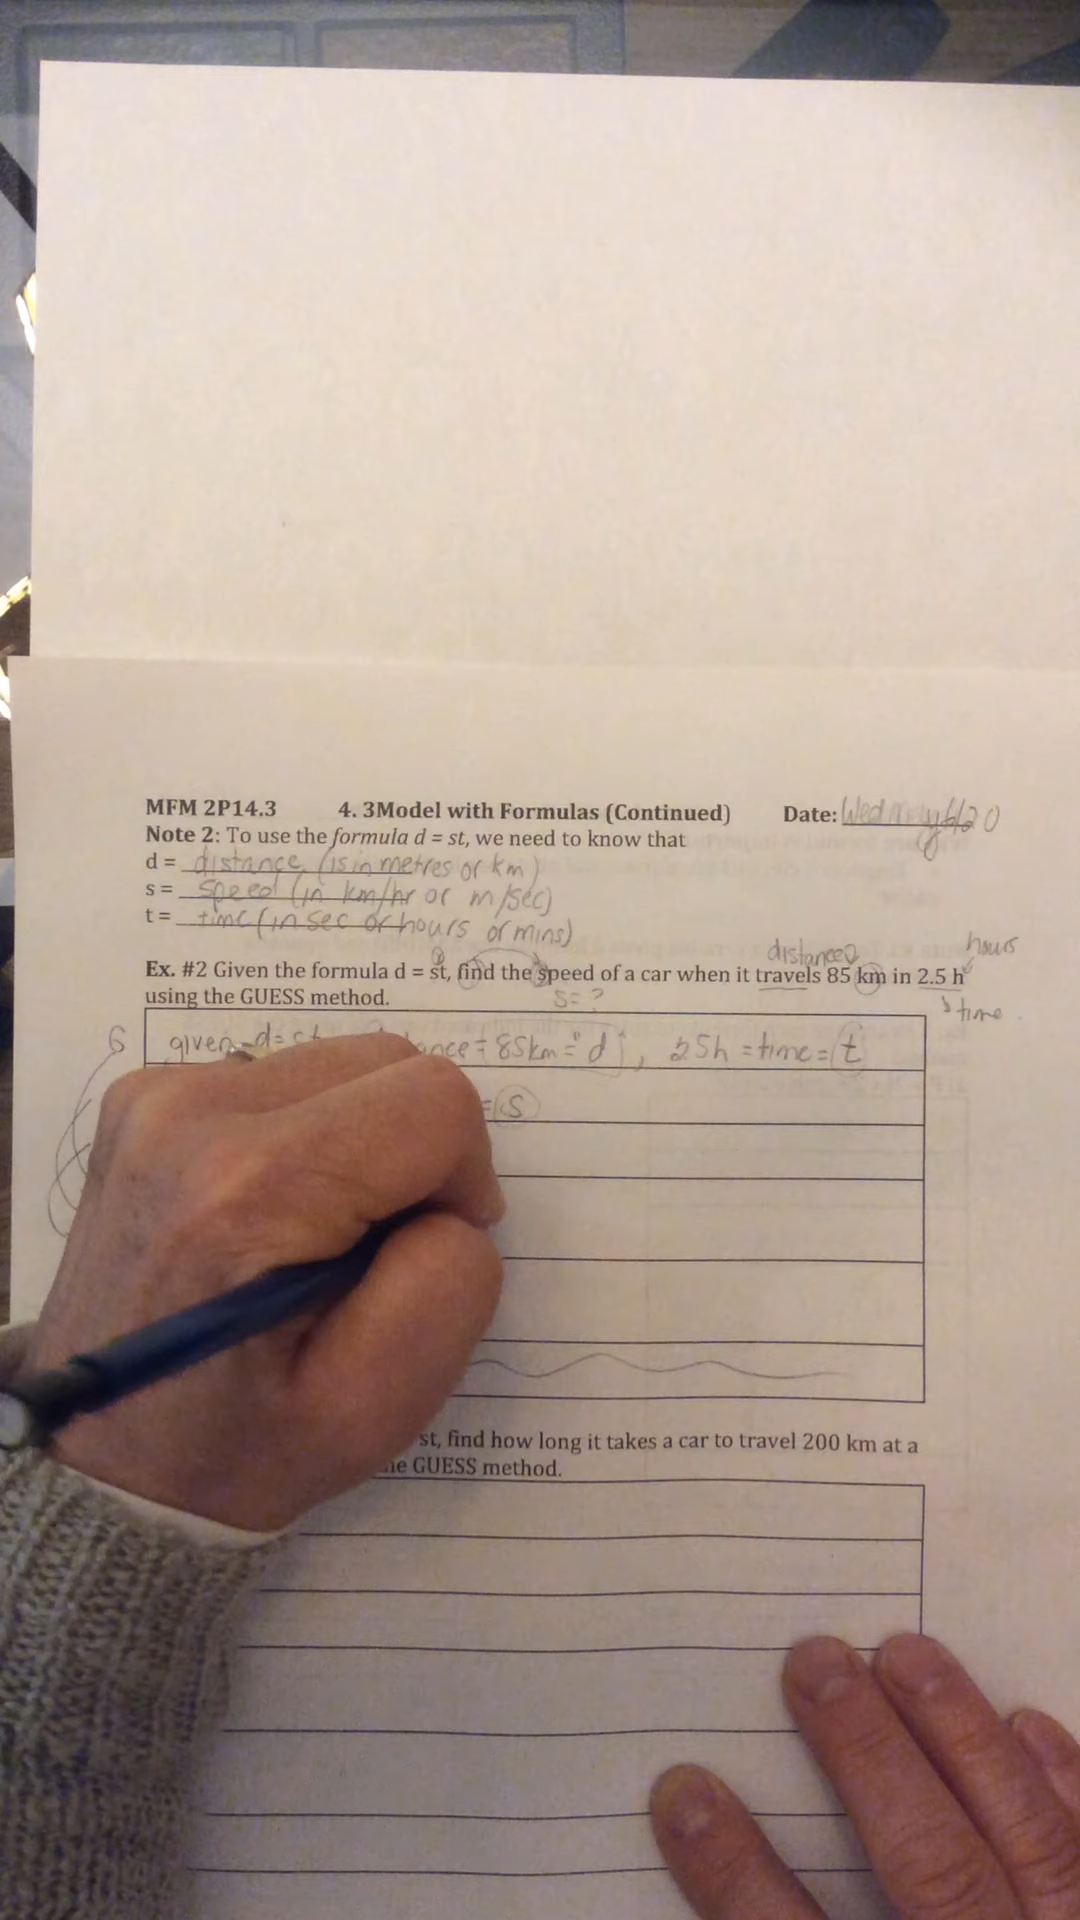 MFM 2P14.3 4. 3Model with Formulas (Continued) Date:
Note 2: To use the formula d = st, we need to know that
d = distance (is in metres or km)
s = speed (in km/hr or m/sec)
t = time (in sec or hours or mins)
distance hours
Ex. #2 Given the formula d = st, find the speed of a car when it travels 85 km in 2.5 h
using the GUESS method. s = ? time
G given d = st ance = 85km = "d", 25h = time = t
= s
st, find how long it takes a car to travel 200 km at a
GUESS method.